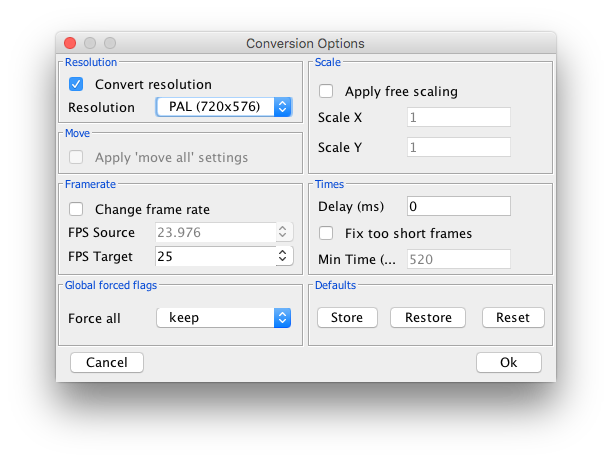 Conversion Options
Resolution
Convert resolution
Resolution PAL (720x576)
Move
Apply 'move all' settings
Framerate
Change frame rate
FPS Source 23.976
FPS Target 25
Global forced flags
Force all keep
Scale
Apply free scaling
Scale X 1
Scale Y 1
Times
Delay (ms) 0
Fix too short frames
Min Time (... 520
Defaults
Store Restore Reset
Cancel Ok